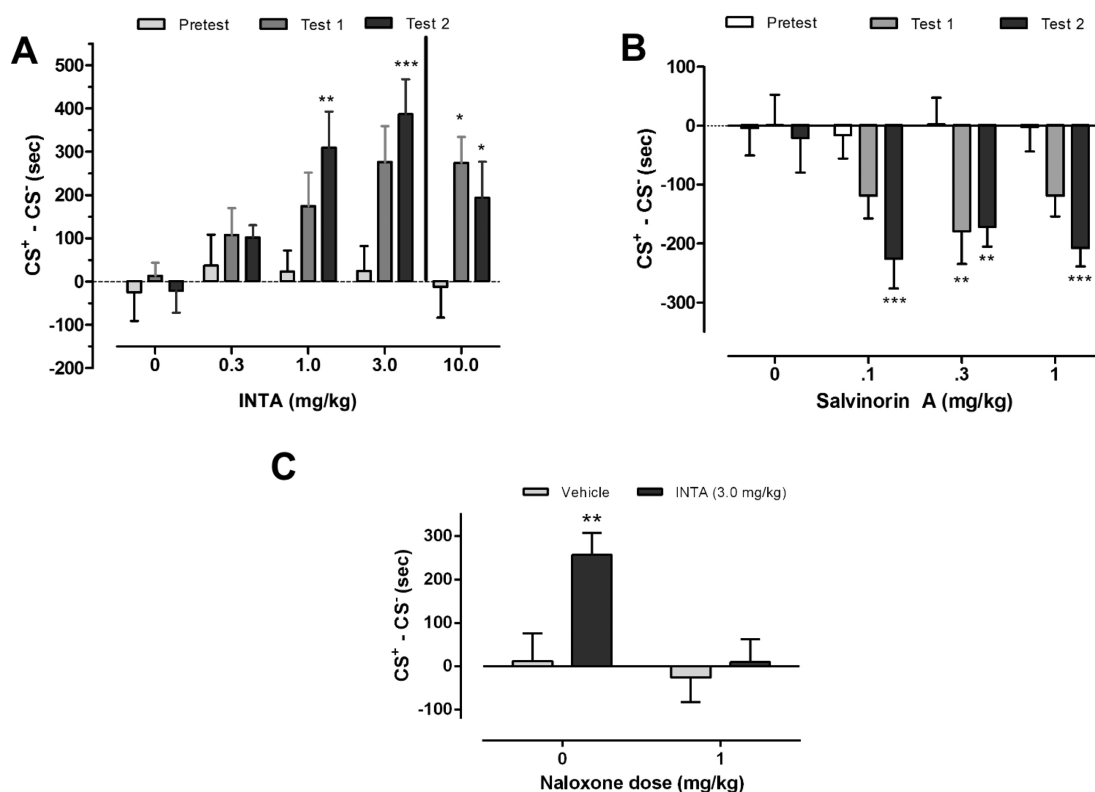 A
Pretest Test 1 Test 2
CS+ - CS- (sec)
500
400
300
200
100
0
-100
-200
**
***
*
*
0 0.3 1.0 3.0 10.0
INTA (mg/kg)
B
Pretest Test 1 Test 2
CS+ - CS- (sec)
100
0
-100
-200
-300
***
**
**
***
0 .1 .3 1
Salvinorin A (mg/kg)
C
Vehicle INTA (3.0 mg/kg)
CS+ - CS- (sec)
300
200
100
0
-100
**
0 1
Naloxone dose (mg/kg)